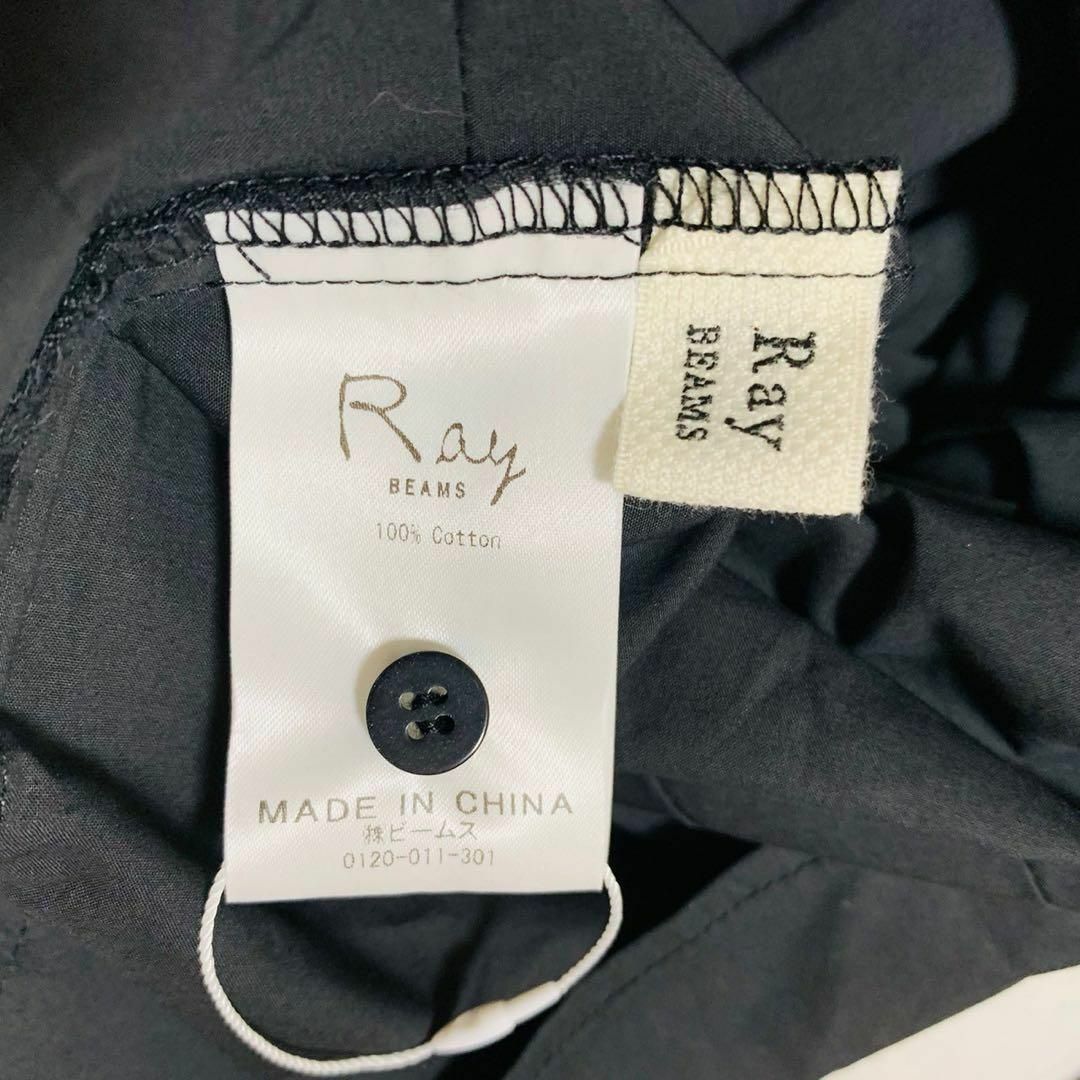 Ray
BEAMS
100% Cotton
MADE IN CHINA
㈱ビームス
0120-011-301
Ray
BEAMS